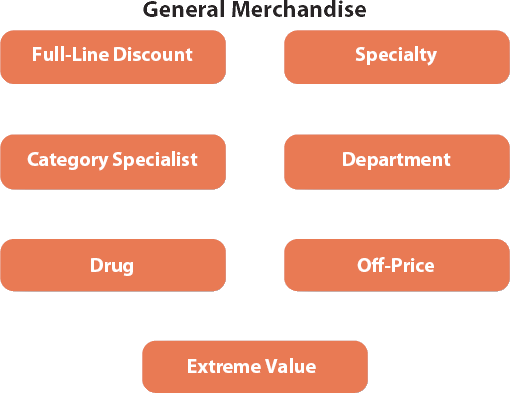 General Merchandise
Full-Line Discount
Specialty
Category Specialist
Department
Drug
Off-Price
Extreme Value